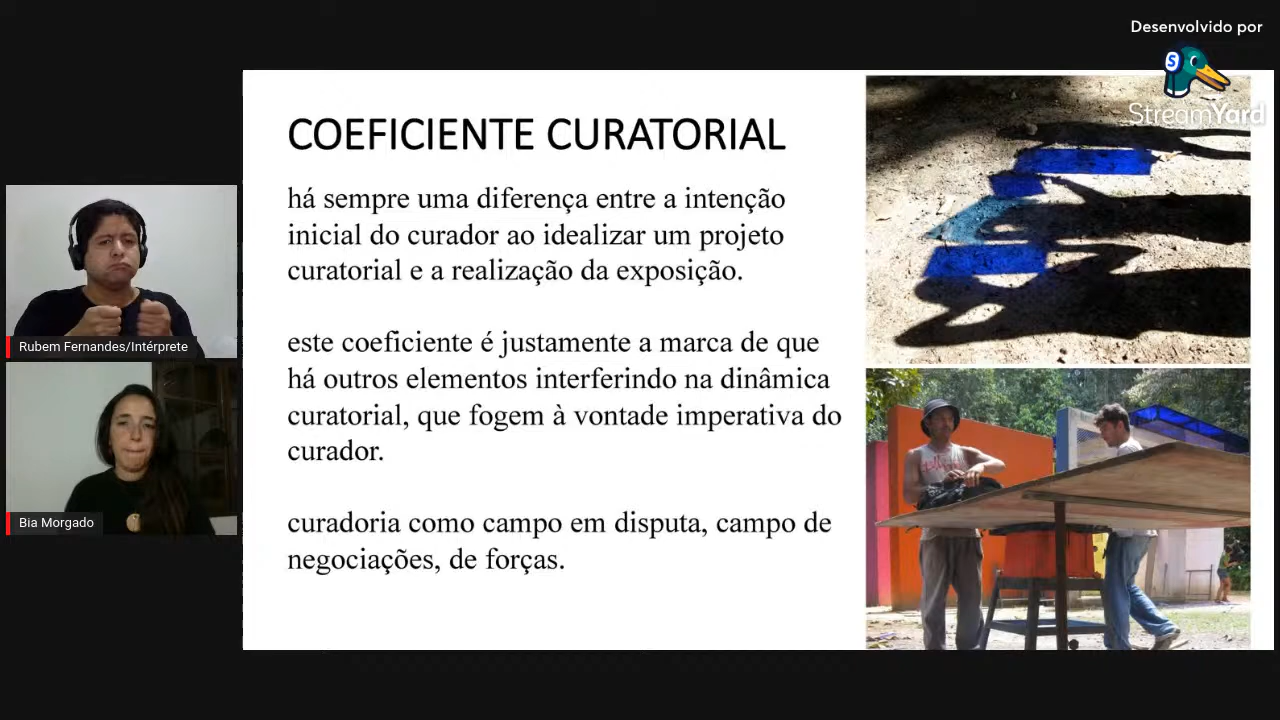 Desenvolvido por
S
StreamYard
COEFICIENTE CURATORIAL
há sempre uma diferença entre a intenção
inicial do curador ao idealizar um projeto
curatorial e a realização da exposição.
este coeficiente é justamente a marca de que
há outros elementos interferindo na dinâmica
curatorial, que fogem à vontade imperativa do
curador.
curadoria como campo em disputa, campo de
negociações, de forças.
Rubem Fernandes/Intérprete
Bia Morgado